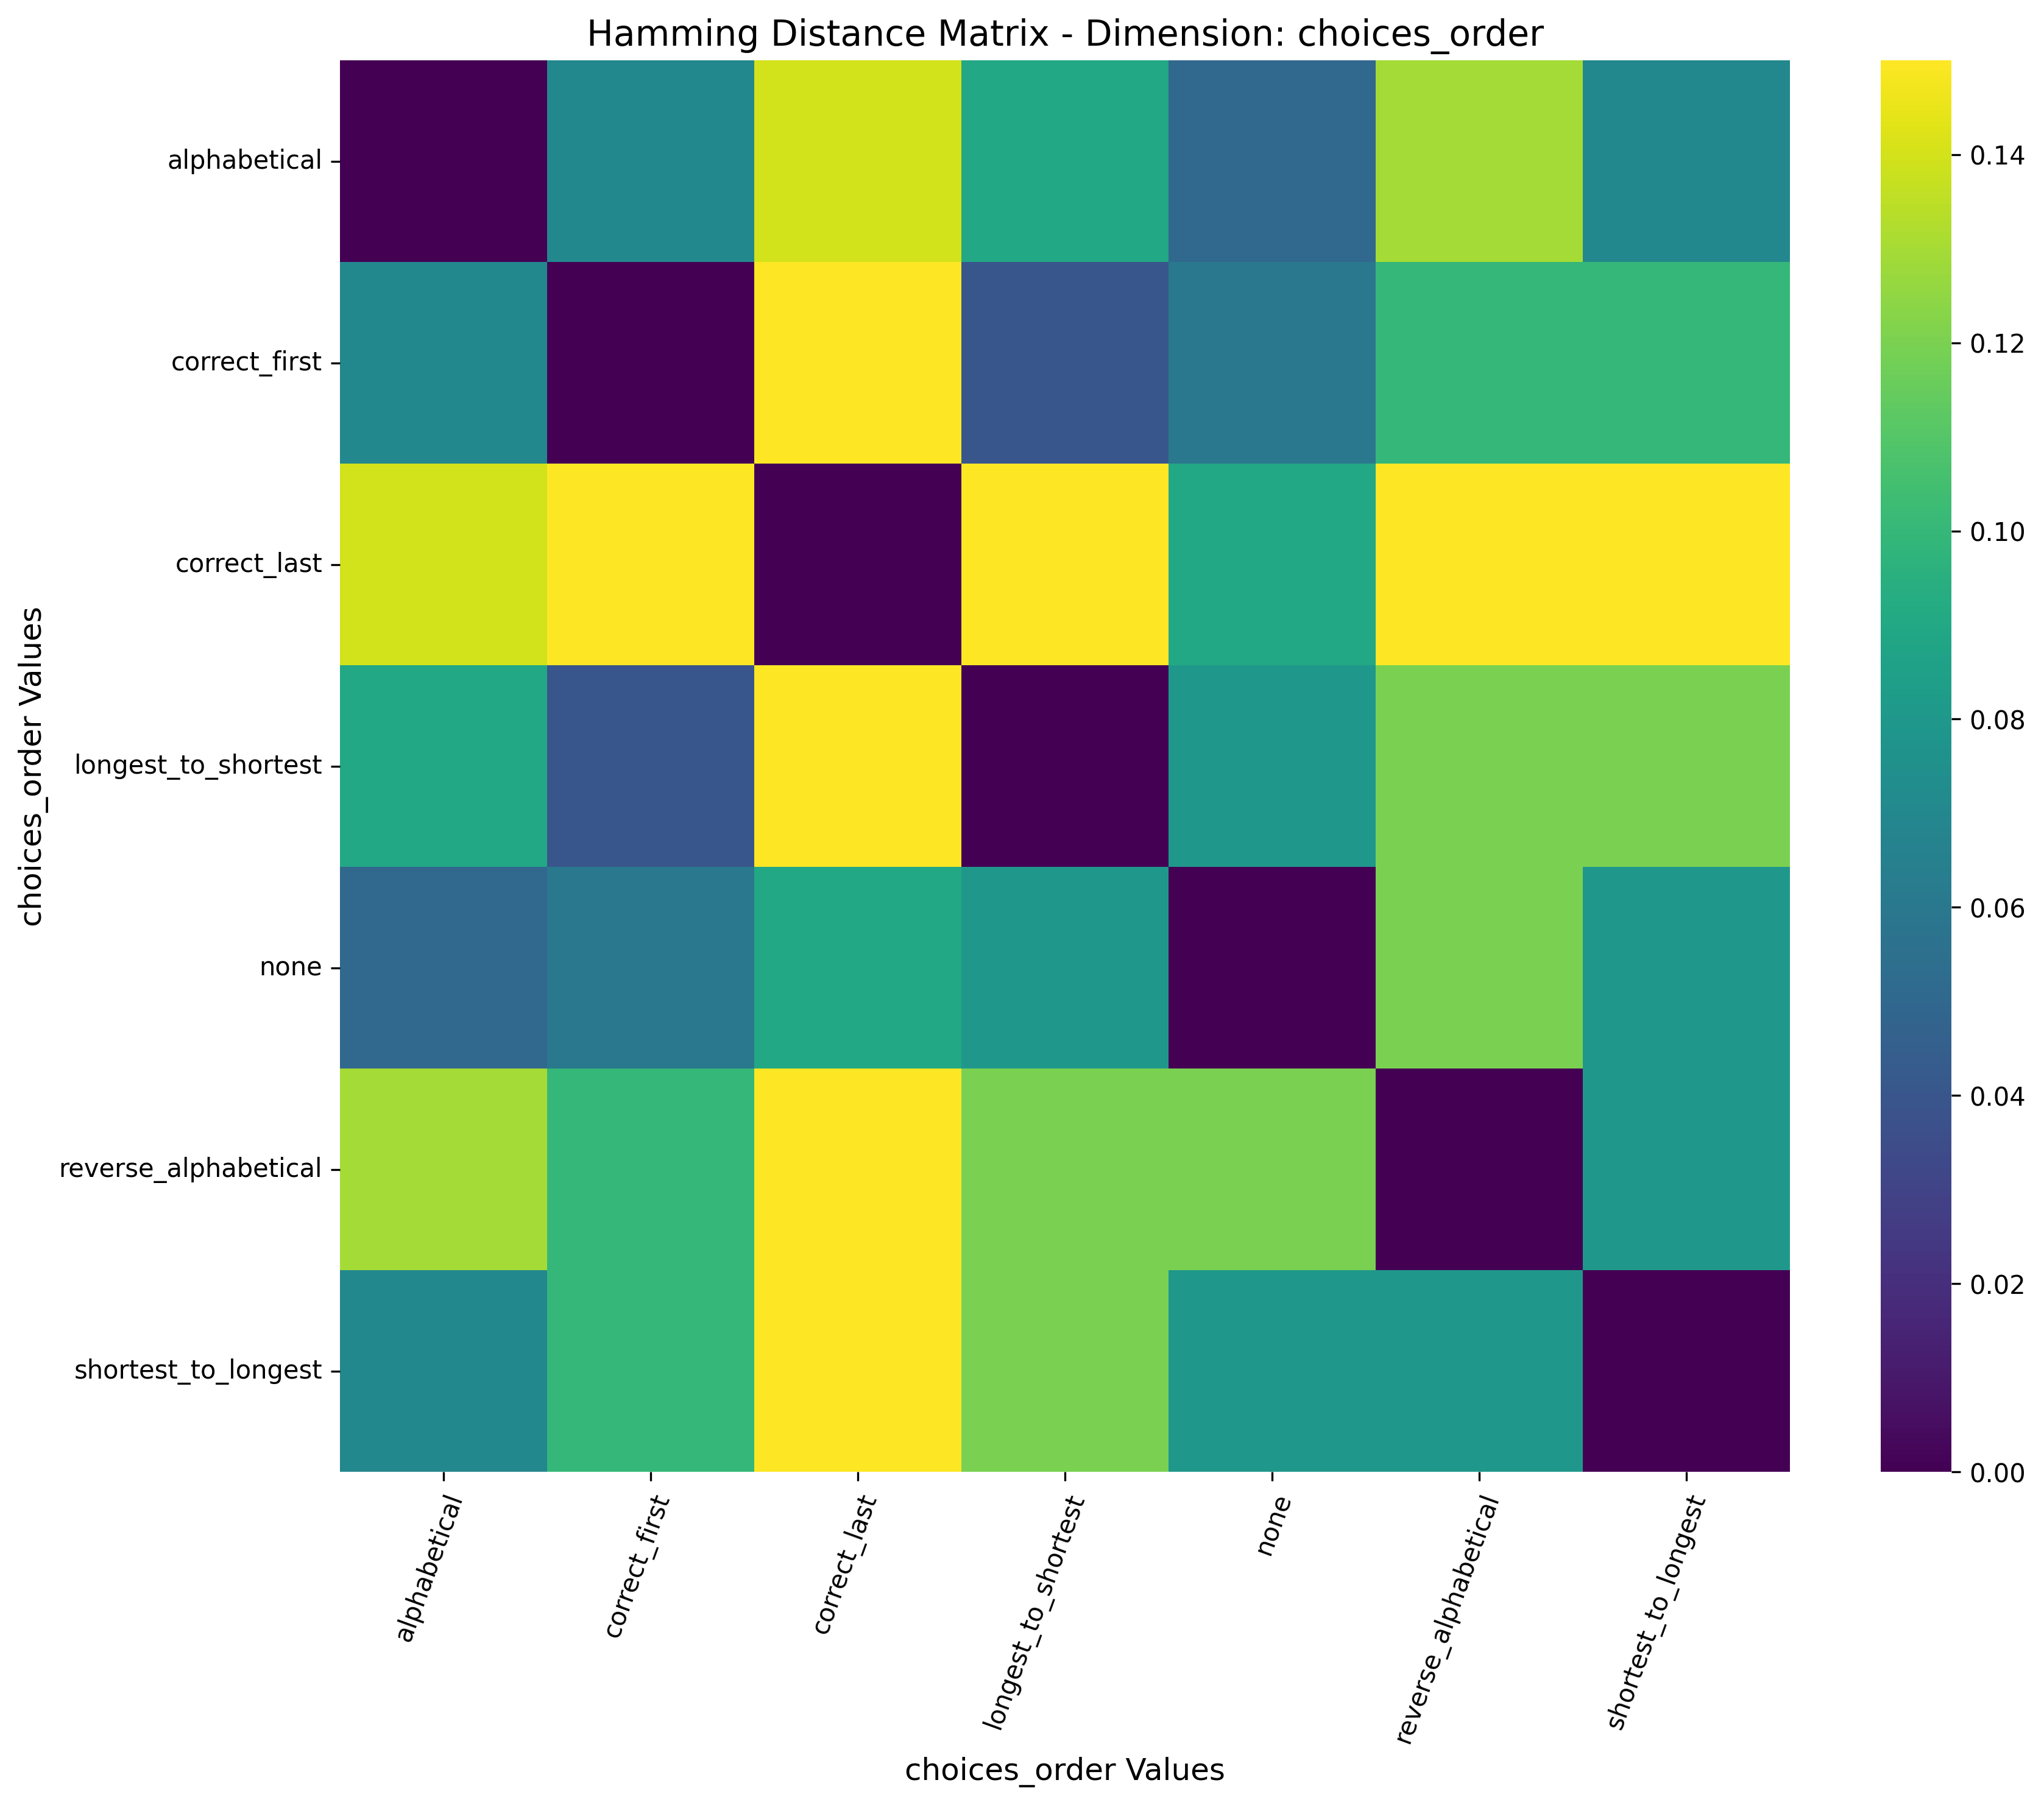 Hamming Distance Matrix - Dimension: choices_order
choices_order Values
alphabetical
correct_first
correct_last
longest_to_shortest
none
reverse_alphabetical
shortest_to_longest
alphabetical
correct_first
correct_last
longest_to_shortest
none
reverse_alphabetical
shortest_to_longest
choices_order Values
0.14
0.12
0.10
0.08
0.06
0.04
0.02
0.00